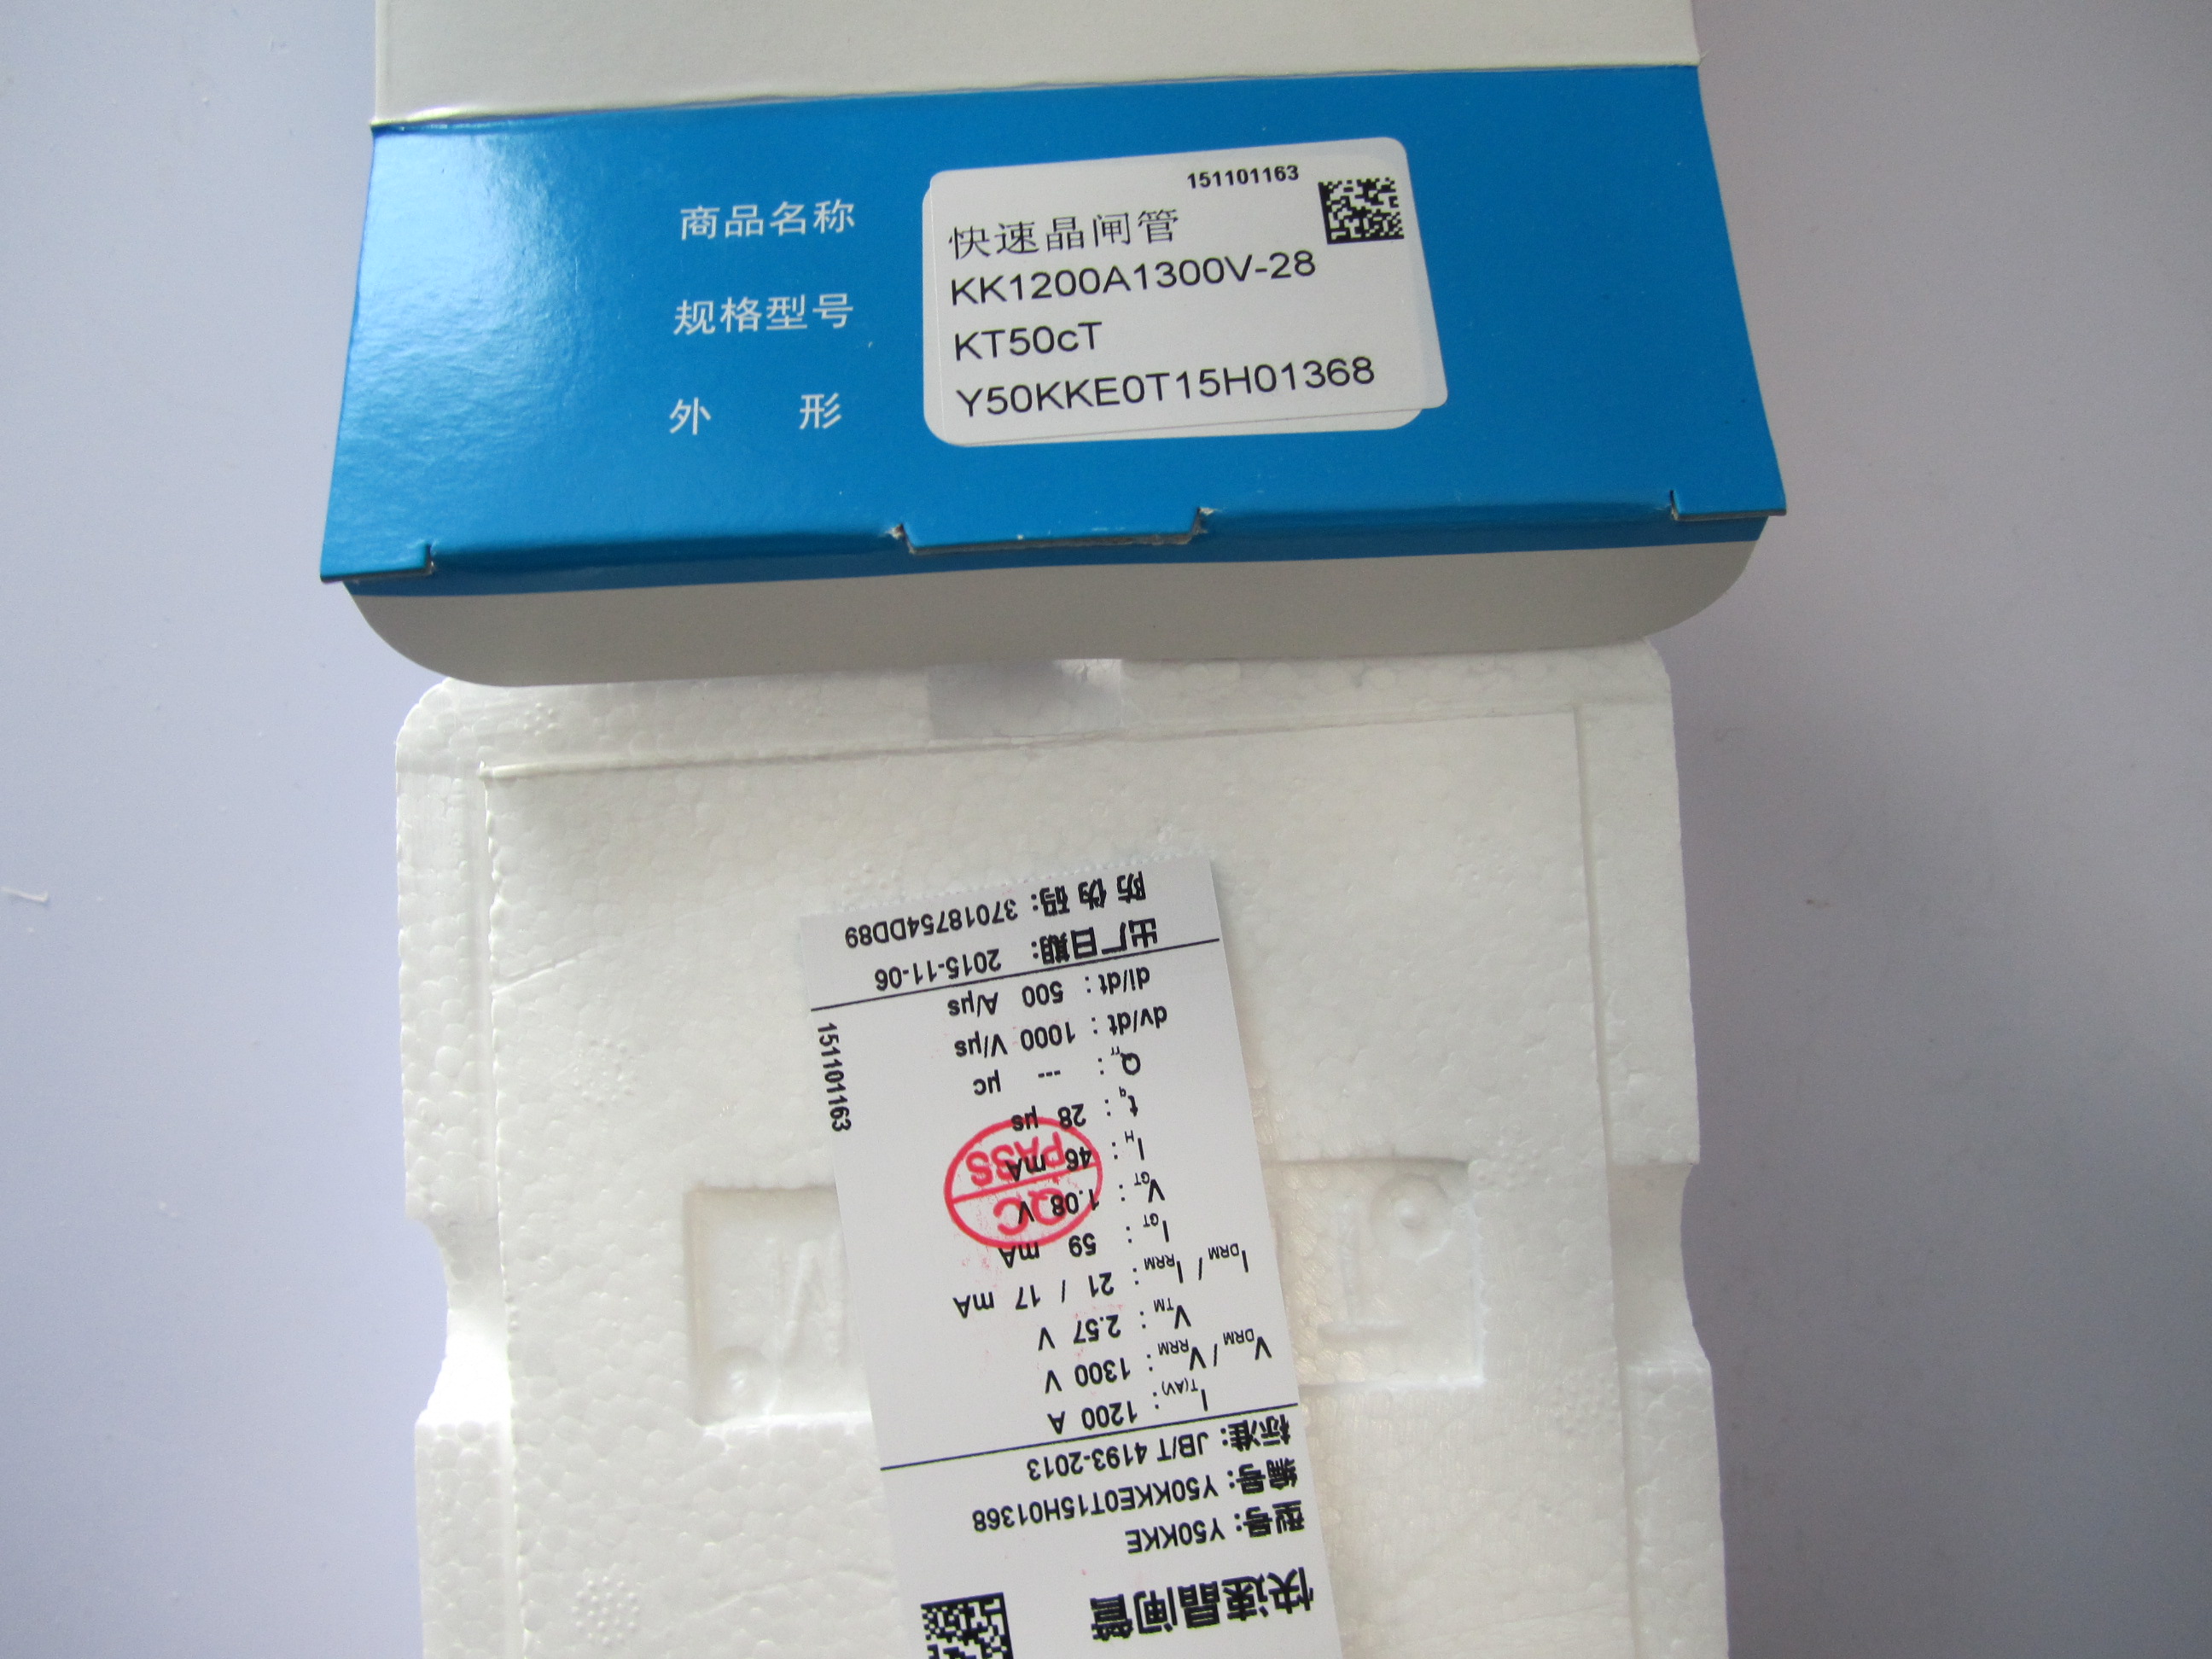 151101163
商品名称
快速晶闸管
规格型号
KK1200A1300V-28
KT50cT
外 形
Y50KKE0T15H01368
快速晶闸管
型号: Y50KKE
编号: Y50KKE0T15H01368
标准: JB/T 4193-2013
IT(AV): 1200 A
VDRM / VRRM: 1300 V
VTM: 2.57 V
IDRM / IRRM: 21 / 17 mA
IGT: 59 mA
VGT: 1.08 V
IH: 46 mA
tq: 28 µs
Qrr: --- µc
dv/dt: 1000 V/µs
di/dt: 500 A/µs
出厂日期: 2015-11-06
防伪码: 37018754DD89
151101163
QC
PASS